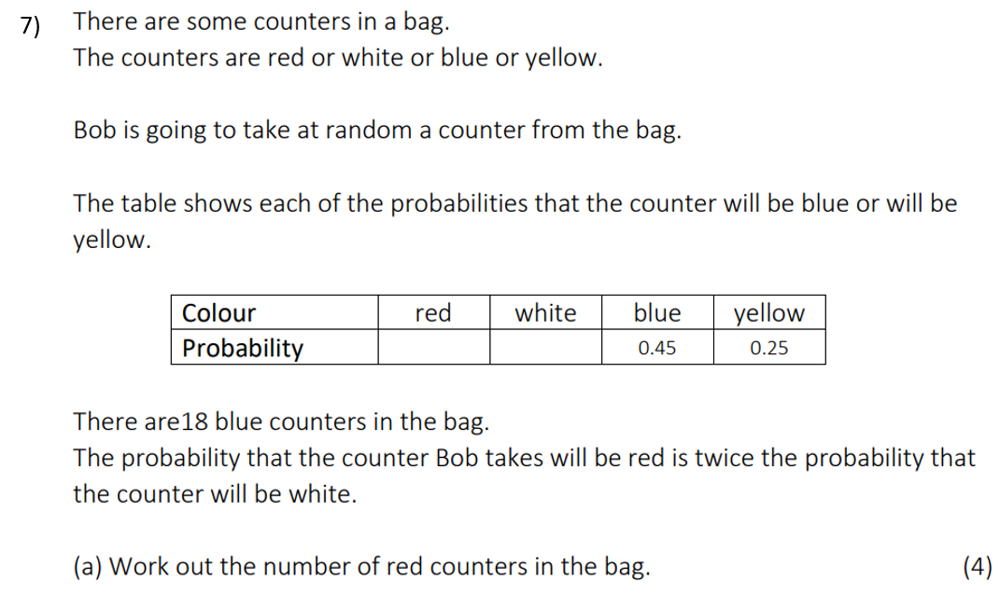 7) There are some counters in a bag.
The counters are red or white or blue or yellow.
Bob is going to take at random a counter from the bag.
The table shows each of the probabilities that the counter will be blue or will be
yellow.
Colour red white blue yellow
Probability 0.45 0.25
There are18 blue counters in the bag.
The probability that the counter Bob takes will be red is twice the probability that
the counter will be white.
(a) Work out the number of red counters in the bag. (4)